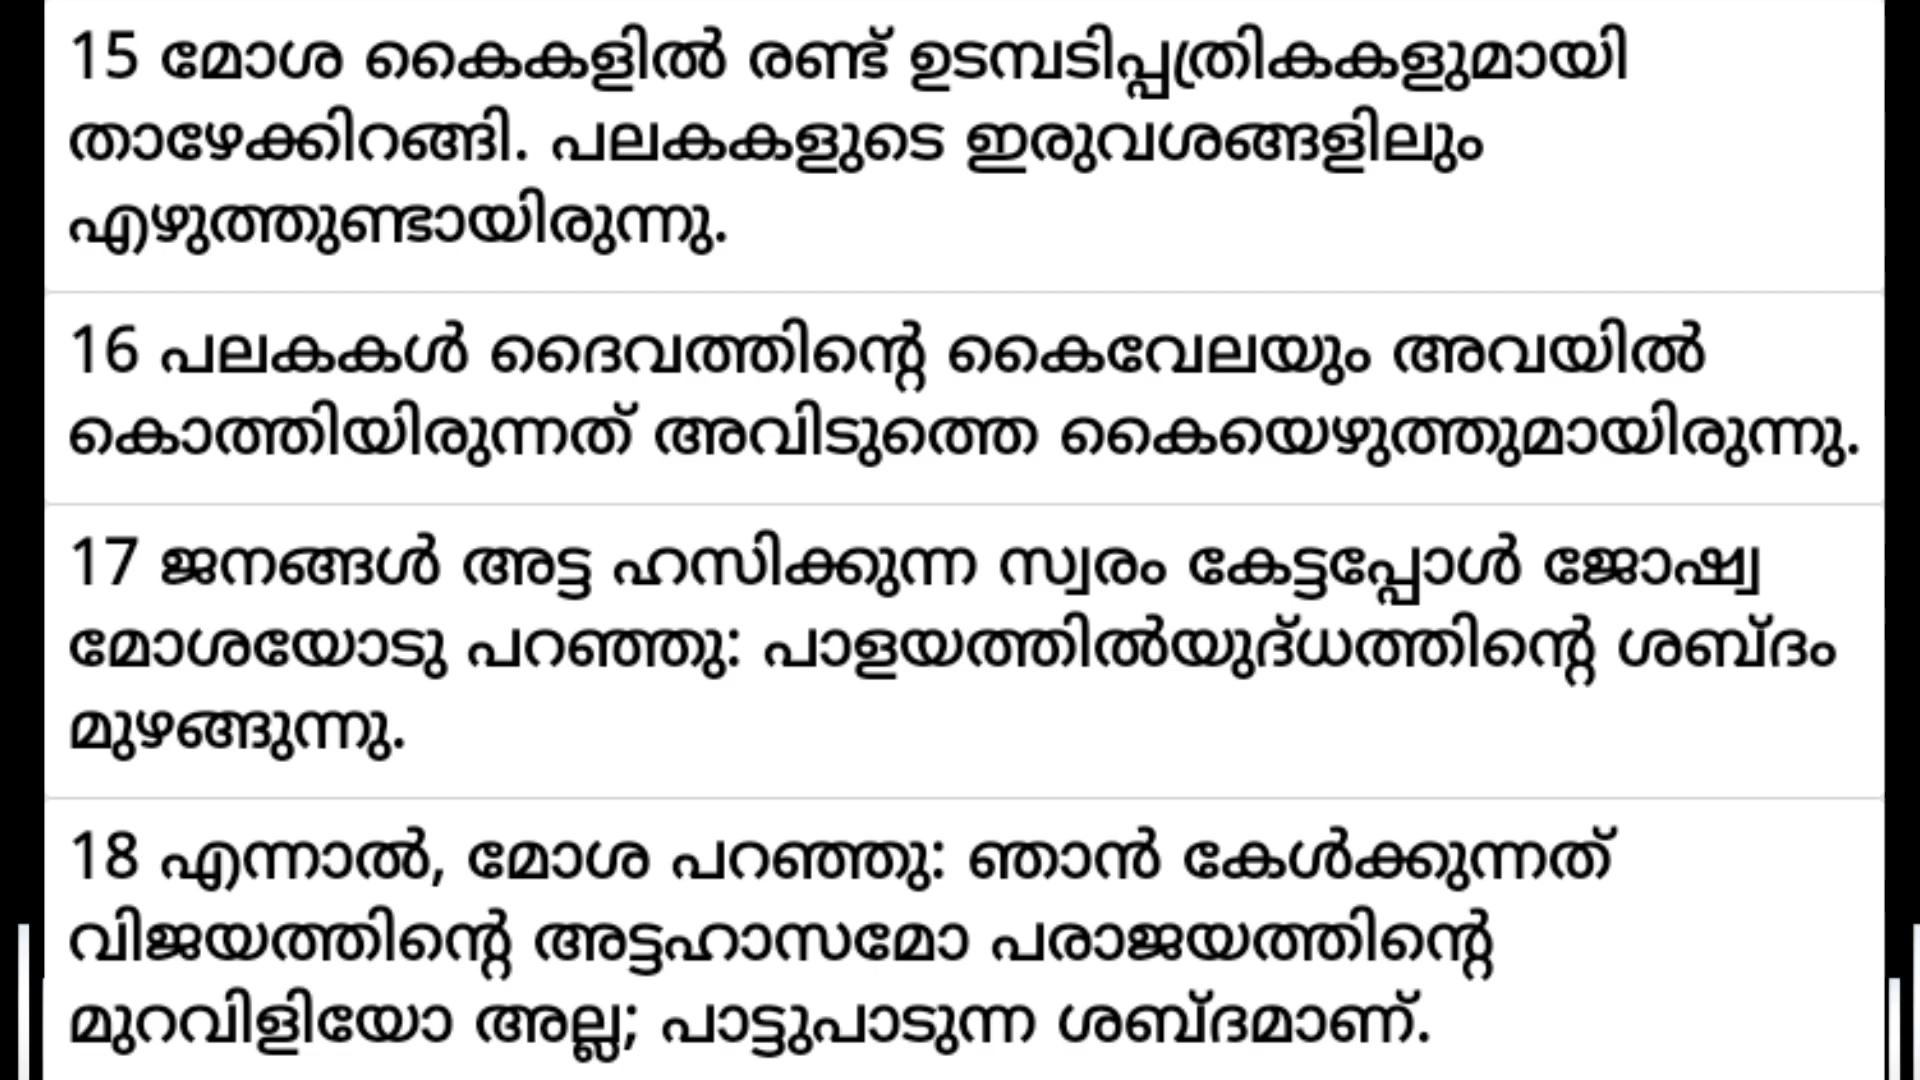 15 മോശ കൈകളിൽ രണ്ട് ഉടമ്പടിപ്പത്രികകളുമായി
താഴേക്കിറങ്ങി. പലകകളുടെ ഇരുവശങ്ങളിലും
എഴുത്തുണ്ടായിരുന്നു.
16 പലകകൾ ദൈവത്തിന്റെ കൈവേലയും അവയിൽ
കൊത്തിയിരുന്നത് അവിടുത്തെ കൈയെഴുത്തുമായിരുന്നു.
17 ജനങ്ങൾ അട്ട ഹസിക്കുന്ന സ്വരം കേട്ടപ്പോൾ ജോഷ്വ
മോശയോടു പറഞ്ഞു: പാളയത്തിൽയുദ്ധത്തിന്റെ ശബ്ദം
മുഴങ്ങുന്നു.
18 എന്നാൽ, മോശ പറഞ്ഞു: ഞാൻ കേൾക്കുന്നത്
വിജയത്തിന്റെ അട്ടഹാസമോ പരാജയത്തിന്റെ
മുറവിളിയോ അല്ല; പാട്ടുപാടുന്ന ശബ്ദമാണ്.